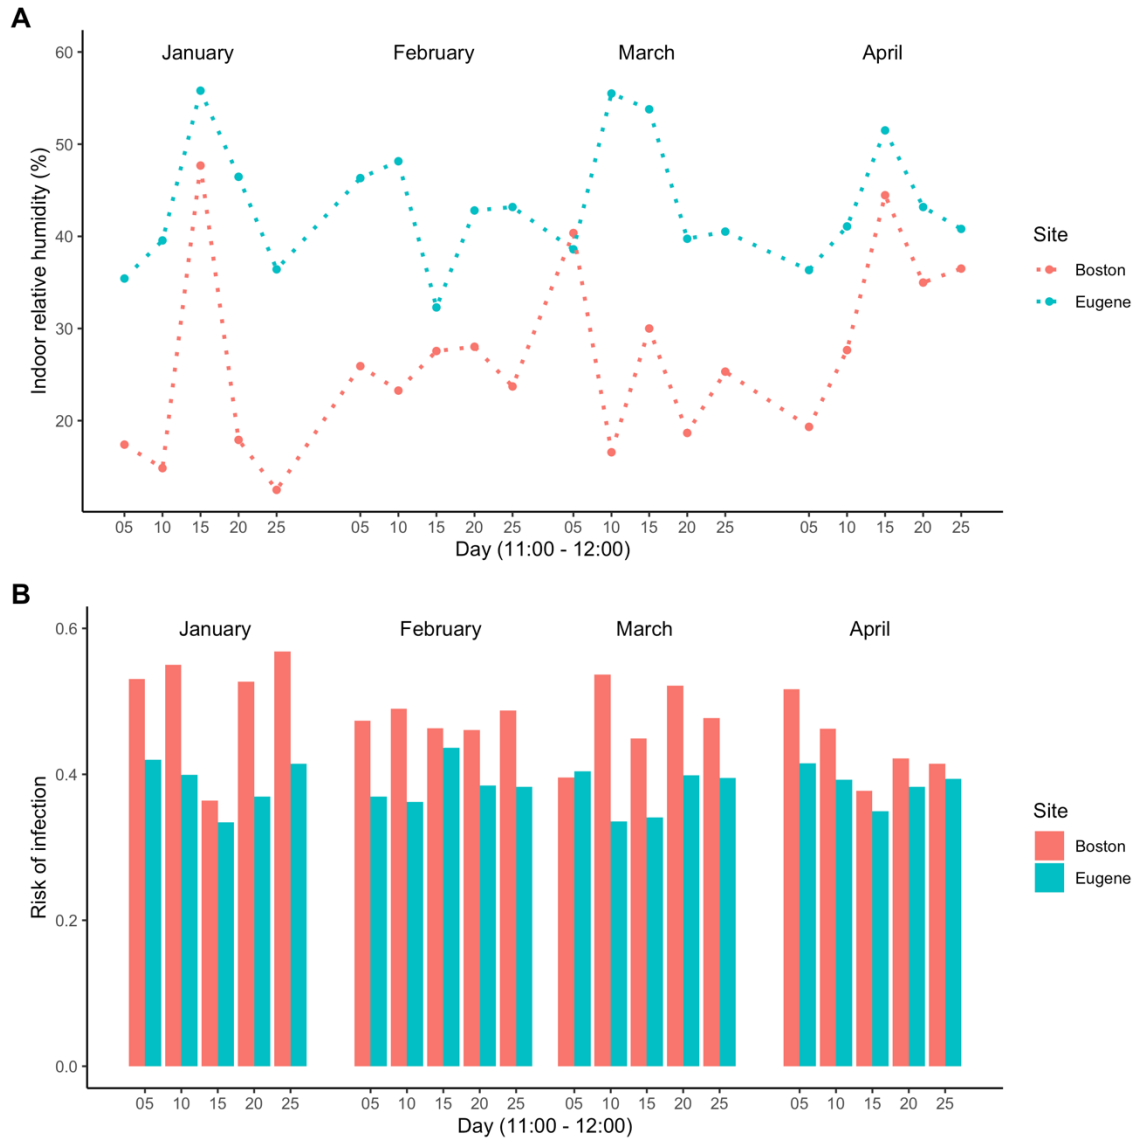 A
January February March April
60
50
40
30
20
Indoor relative humidity (%)
05 10 15 20 25 05 10 15 20 25 05 10 15 20 25 05 10 15 20 25
Day (11:00 - 12:00)
Site
Boston
Eugene
B
January February March April
0.6
0.4
0.2
0.0
Risk of infection
05 10 15 20 25 05 10 15 20 25 05 10 15 20 25 05 10 15 20 25
Day (11:00 - 12:00)
Site
Boston
Eugene